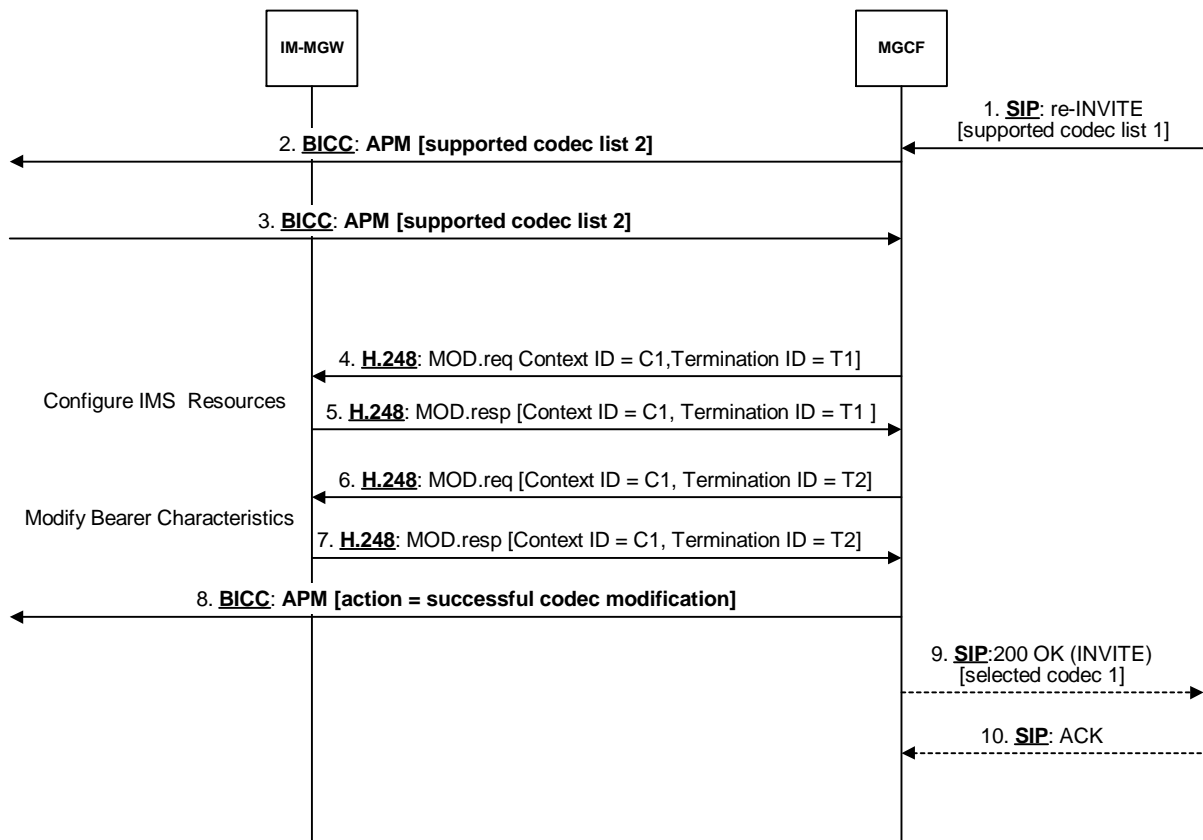 IM-MGW
MGCF
1. SIP: re-INVITE
[supported codec list 1]
2. BICC: APM [supported codec list 2]
3. BICC: APM [supported codec list 2]
4. H.248: MOD.req Context ID = C1,Termination ID = T1]
Configure IMS Resources
5. H.248: MOD.resp [Context ID = C1, Termination ID = T1 ]
6. H.248: MOD.req [Context ID = C1, Termination ID = T2]
Modify Bearer Characteristics
7. H.248: MOD.resp [Context ID = C1, Termination ID = T2]
8. BICC: APM [action = successful codec modification]
9. SIP:200 OK (INVITE)
[selected codec 1]
10. SIP: ACK